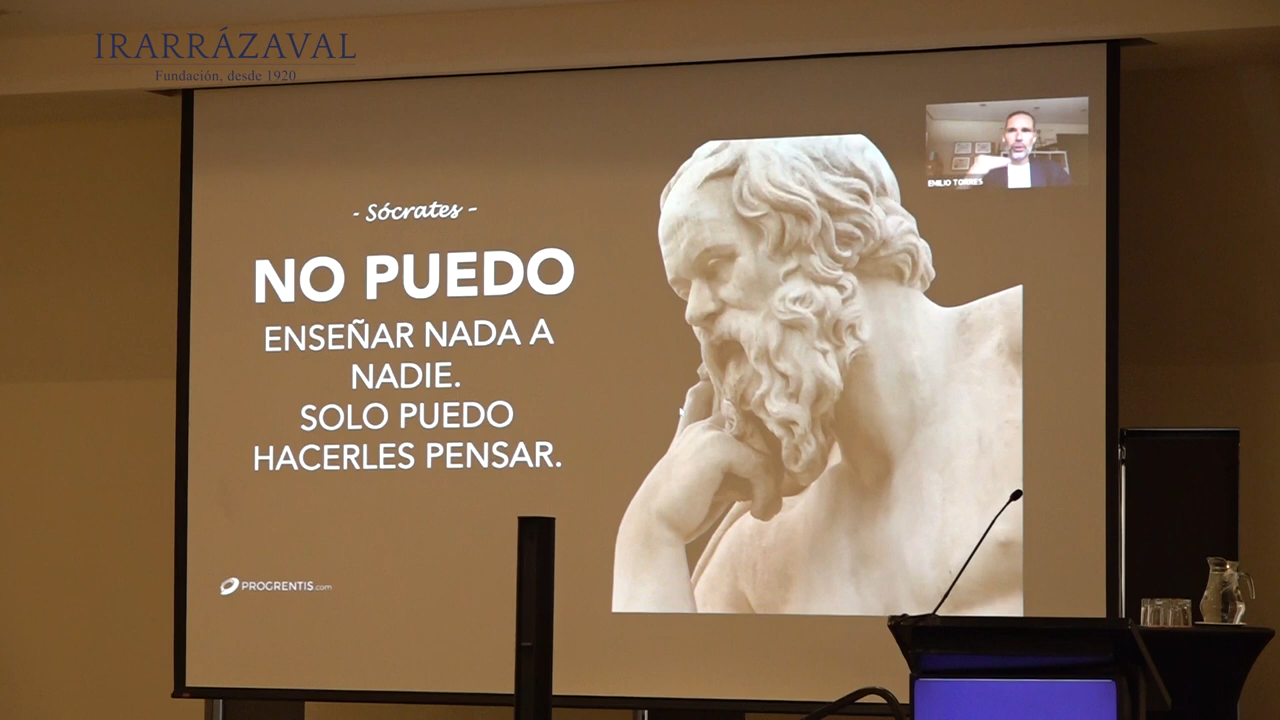 IRARRÁZAVAL
Fundación, desde 1920
EMILIO TORRES
- Sócrates -
NO PUEDO
ENSEÑAR NADA A
NADIE.
SOLO PUEDO
HACERLES PENSAR.
PROGRENTIS.com